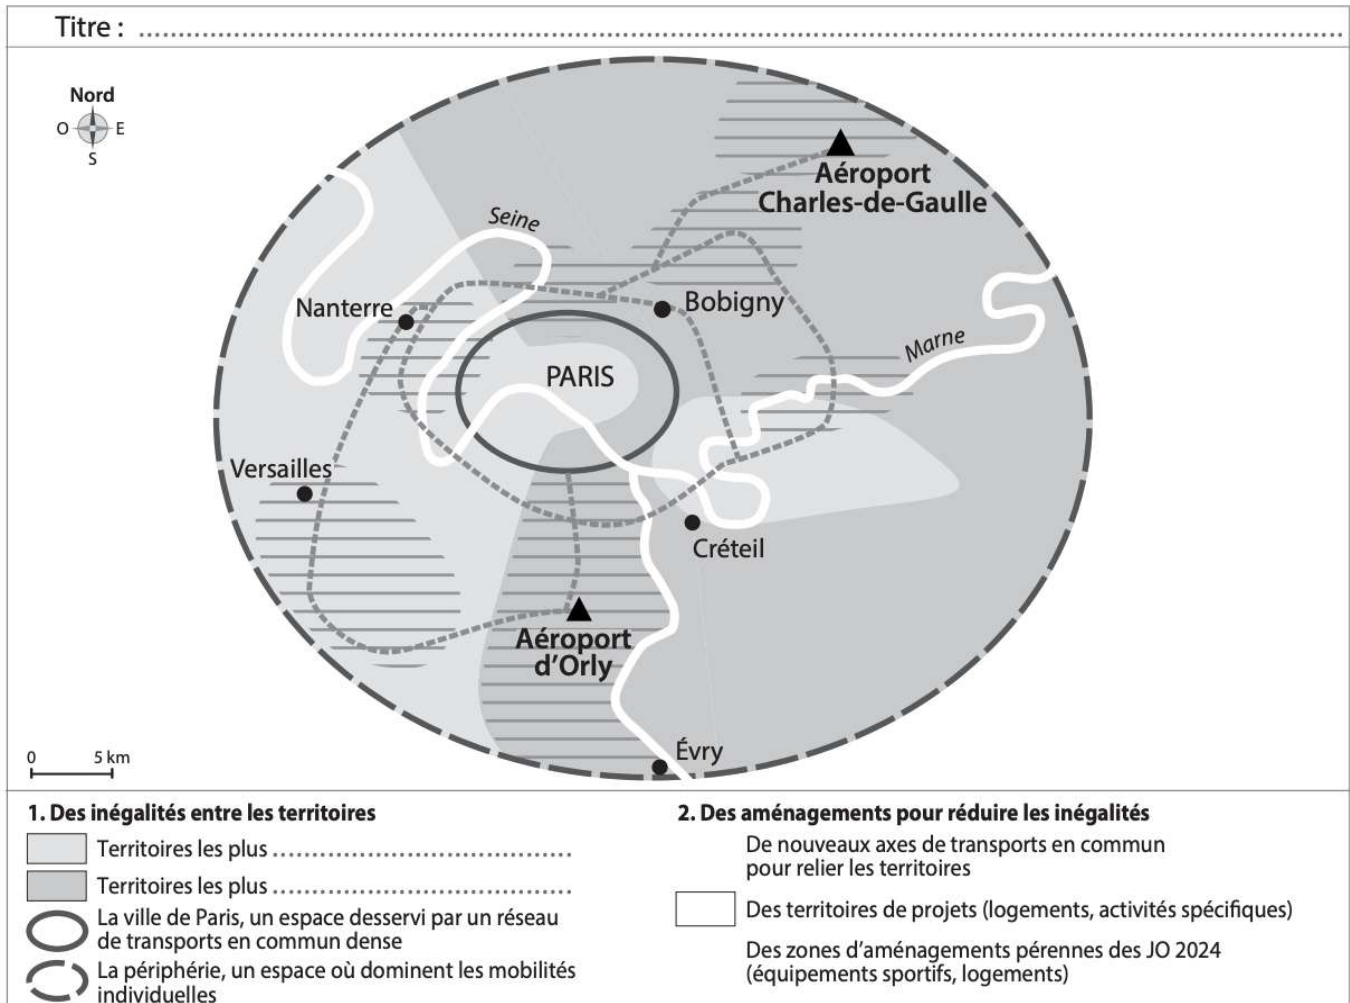 Titre : ........................................................................
Nord
O E
S
Aéroport
Charles-de-Gaulle
Seine
Nanterre
Bobigny
Marne
PARIS
Versailles
Créteil
Aéroport
d'Orly
Évry
0 5 km
1. Des inégalités entre les territoires
Territoires les plus ........................................
Territoires les plus ........................................
La ville de Paris, un espace desservi par un réseau
de transports en commun dense
La périphérie, un espace où dominent les mobilités
individuelles
2. Des aménagements pour réduire les inégalités
De nouveaux axes de transports en commun
pour relier les territoires
Des territoires de projets (logements, activités spécifiques)
Des zones d'aménagements pérennes des JO 2024
(équipements sportifs, logements)